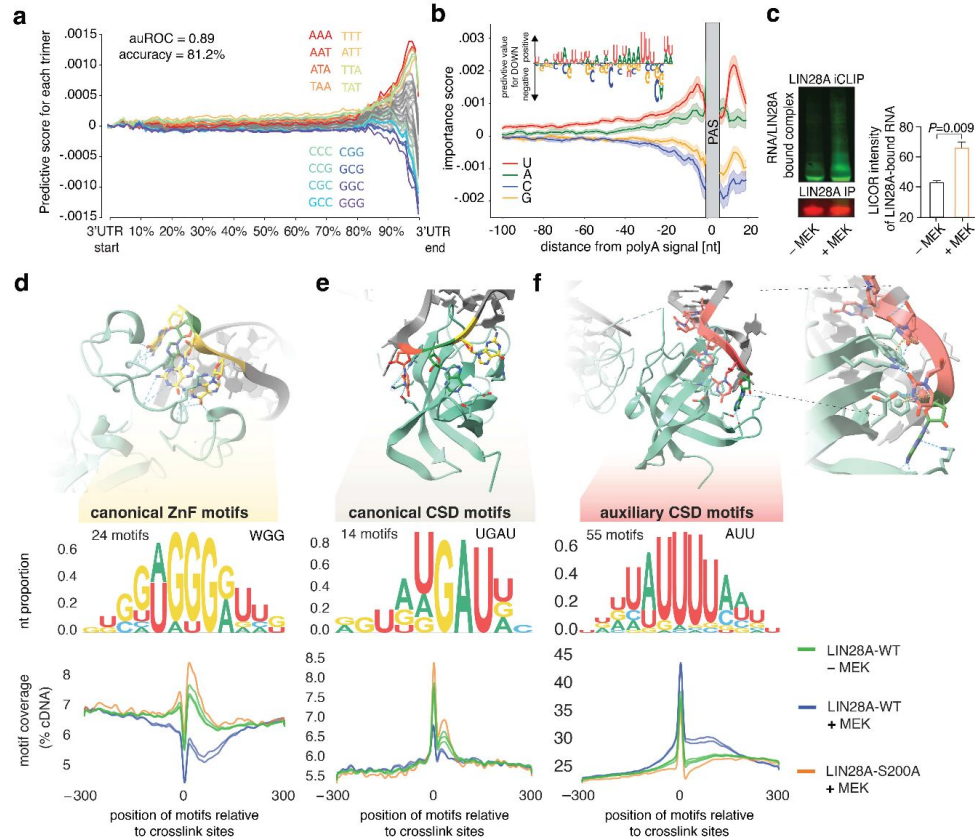 a
auROC = 0.89
accuracy = 81.2%
AAA TTT
AAT ATT
ATA TTA
TAA TAT
CCC CGG
CCG GCG
CGC GGC
GCC GGG
Predictive score for each trimer
.0015
.0010
.0005
0
-.0005
-.0010
-.0015
3'UTR start
10%
20%
30%
40%
50%
60%
70%
80%
90%
3'UTR end
b
importance score
.003
.002
.001
0
-.001
-.002
predictive value
for DOWN
negative positive
PAS
U
A
C
G
-100
-80
-60
-40
-20
0
20
distance from polyA signal [nt]
c
LIN28A iCLIP
RNA/LIN28A
bound complex
LIN28A IP
– MEK
+ MEK
LICOR intensity
of LIN28A-bound RNA
P=0.009
80
60
40
20
– MEK
+ MEK
d
canonical ZnF motifs
24 motifs
WGG
nt proportion
0.6
0.4
0.2
0.0
motif coverage
(% cDNA)
8
7
6
5
−300
0
300
position of motifs relative
to crosslink sites
e
canonical CSD motifs
14 motifs
UGAU
0.8
0.6
0.4
0.2
0.0
8.5
8.0
7.5
7.0
6.5
6.0
5.5
−300
0
300
position of motifs relative
to crosslink sites
f
auxiliary CSD motifs
55 motifs
AUU
0.6
0.4
0.2
0.0
45
40
35
30
25
−300
0
300
position of motifs relative
to crosslink sites
LIN28A-WT
– MEK
LIN28A-WT
+ MEK
LIN28A-S200A
+ MEK